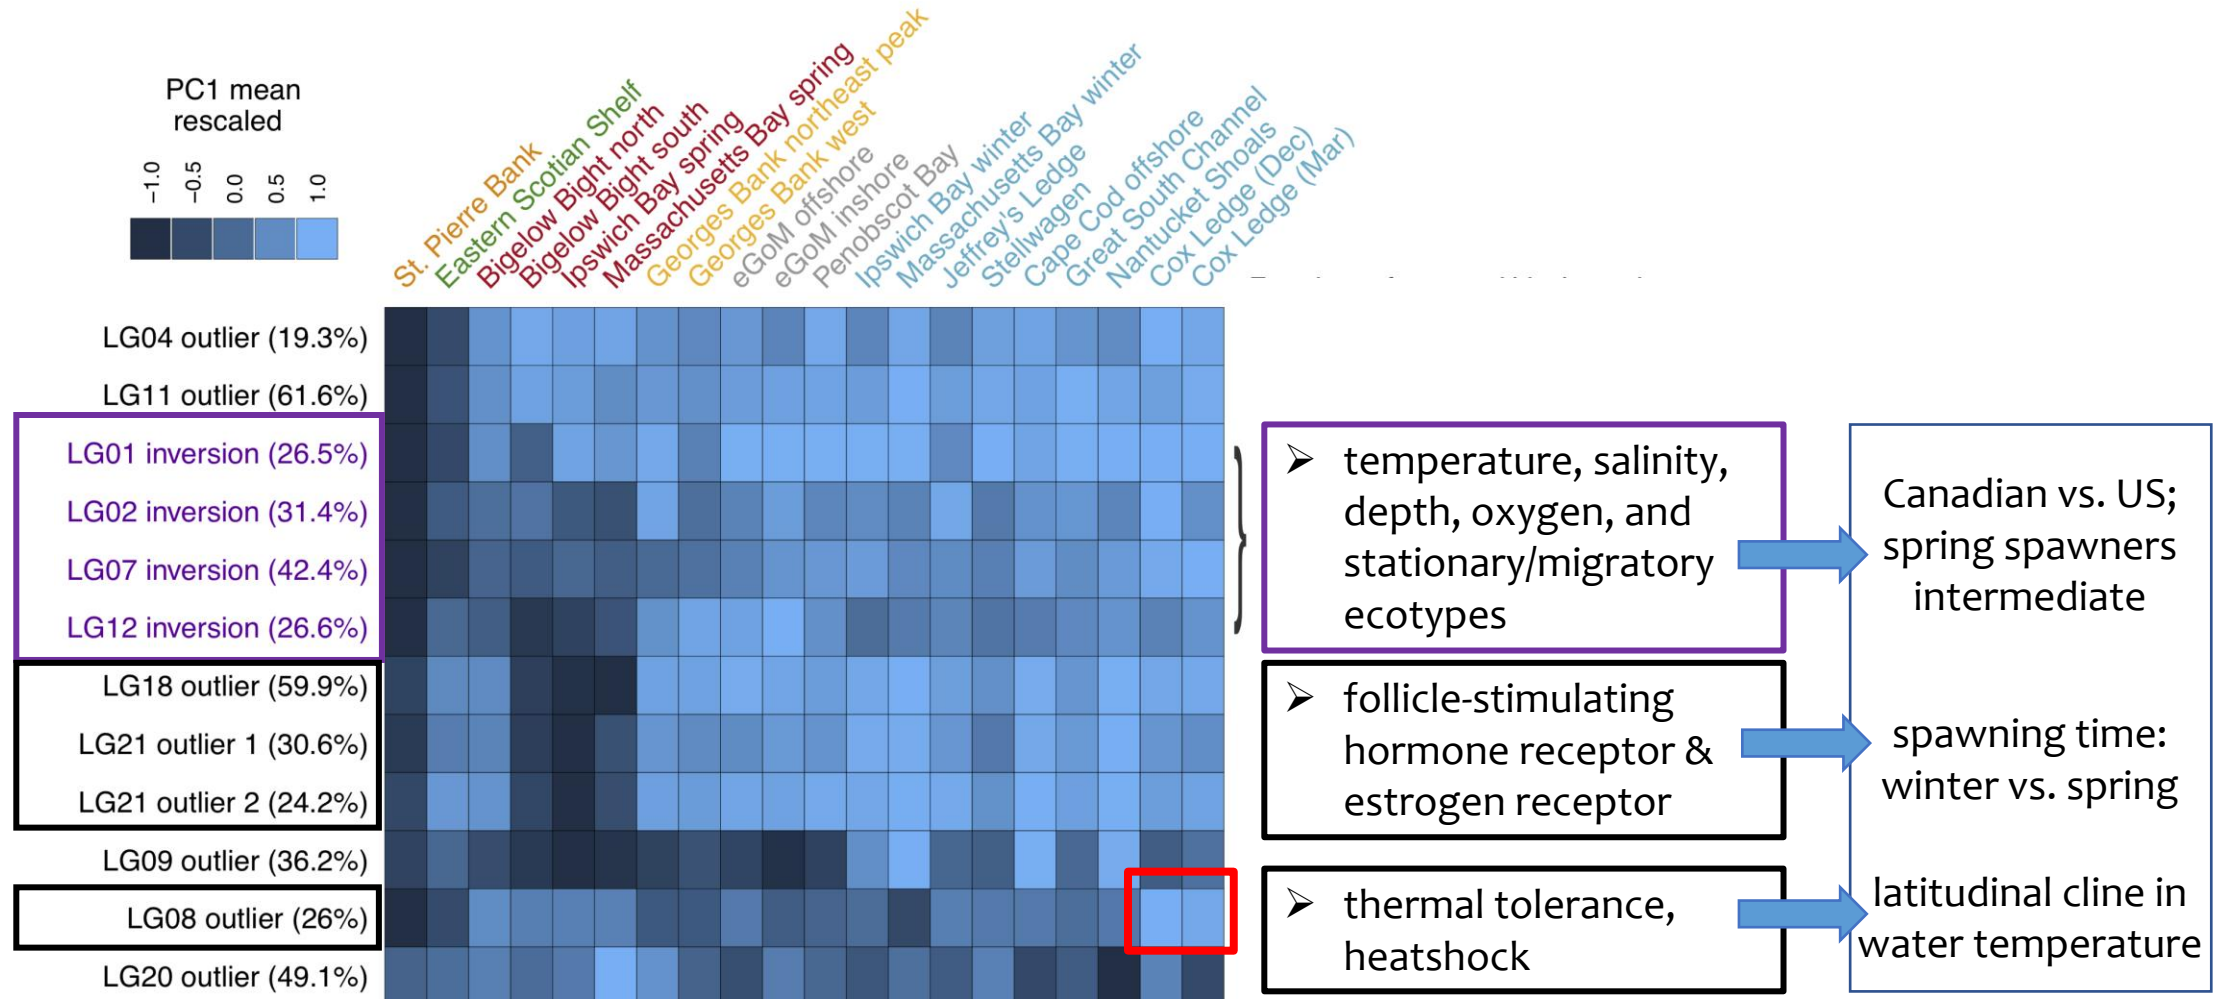 PC1 mean
rescaled
−1.0
−0.5
0.0
0.5
1.0
St. Pierre Bank
Eastern Scotian Shelf
Bigelow Bight north
Bigelow Bight south
Ipswich Bay spring
Massachusetts Bay spring
Georges Bank northeast peak
Georges Bank west
eGoM offshore
eGoM inshore
Penobscot Bay
Ipswich Bay winter
Massachusetts Bay winter
Jeffrey's Ledge
Stellwagen
Cape Cod offshore
Great South Channel
Nantucket Shoals
Cox Ledge (Dec)
Cox Ledge (Mar)
LG04 outlier (19.3%)
LG11 outlier (61.6%)
LG01 inversion (26.5%)
LG02 inversion (31.4%)
LG07 inversion (42.4%)
LG12 inversion (26.6%)
LG18 outlier (59.9%)
LG21 outlier 1 (30.6%)
LG21 outlier 2 (24.2%)
LG09 outlier (36.2%)
LG08 outlier (26%)
LG20 outlier (49.1%)
➢ temperature, salinity,
depth, oxygen, and
stationary/migratory
ecotypes
➢ follicle-stimulating
hormone receptor &
estrogen receptor
➢ thermal tolerance,
heatshock
Canadian vs. US;
spring spawners
intermediate
spawning time:
winter vs. spring
latitudinal cline in
water temperature